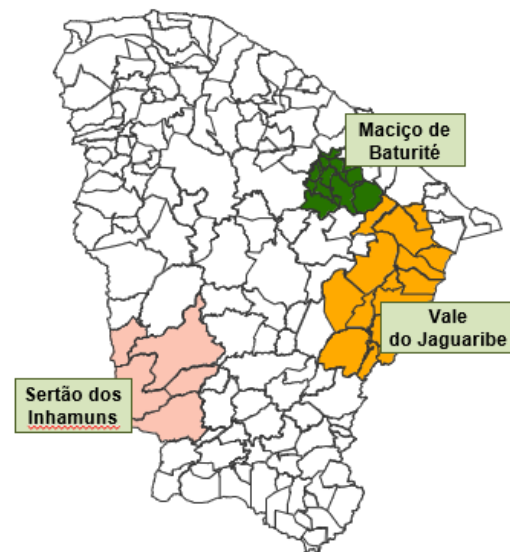 Maciço de
Baturité
Vale
do Jaguaribe
Sertão dos
Inhamuns